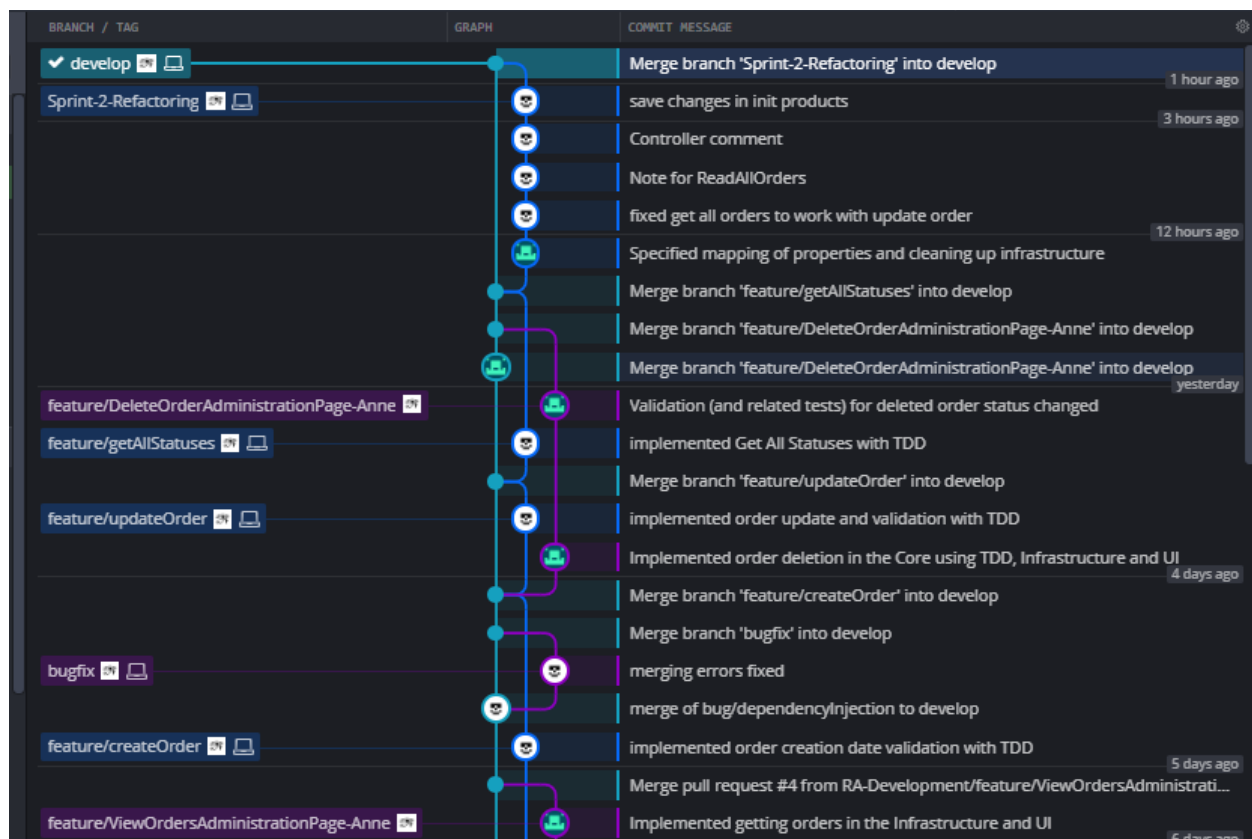 BRANCH / TAG GRAPH COMMIT MESSAGE
develop Merge branch 'Sprint-2-Refactoring' into develop
1 hour ago
Sprint-2-Refactoring save changes in init products
3 hours ago
Controller comment
Note for ReadAllOrders
fixed get all orders to work with update order
12 hours ago
Specified mapping of properties and cleaning up infrastructure
Merge branch 'feature/getAllStatuses' into develop
Merge branch 'feature/DeleteOrderAdministrationPage-Anne' into develop
Merge branch 'feature/DeleteOrderAdministrationPage-Anne' into develop
yesterday
feature/DeleteOrderAdministrationPage-Anne Validation (and related tests) for deleted order status changed
feature/getAllStatuses implemented Get All Statuses with TDD
Merge branch 'feature/updateOrder' into develop
feature/updateOrder implemented order update and validation with TDD
Implemented order deletion in the Core using TDD, Infrastructure and UI
4 days ago
Merge branch 'feature/createOrder' into develop
Merge branch 'bugfix' into develop
bugfix merging errors fixed
merge of bug/dependencyInjection to develop
feature/createOrder implemented order creation date validation with TDD
5 days ago
Merge pull request #4 from RA-Development/feature/ViewOrdersAdministrati...
feature/ViewOrdersAdministrationPage-Anne Implemented getting orders in the Infrastructure and UI
6 days ago